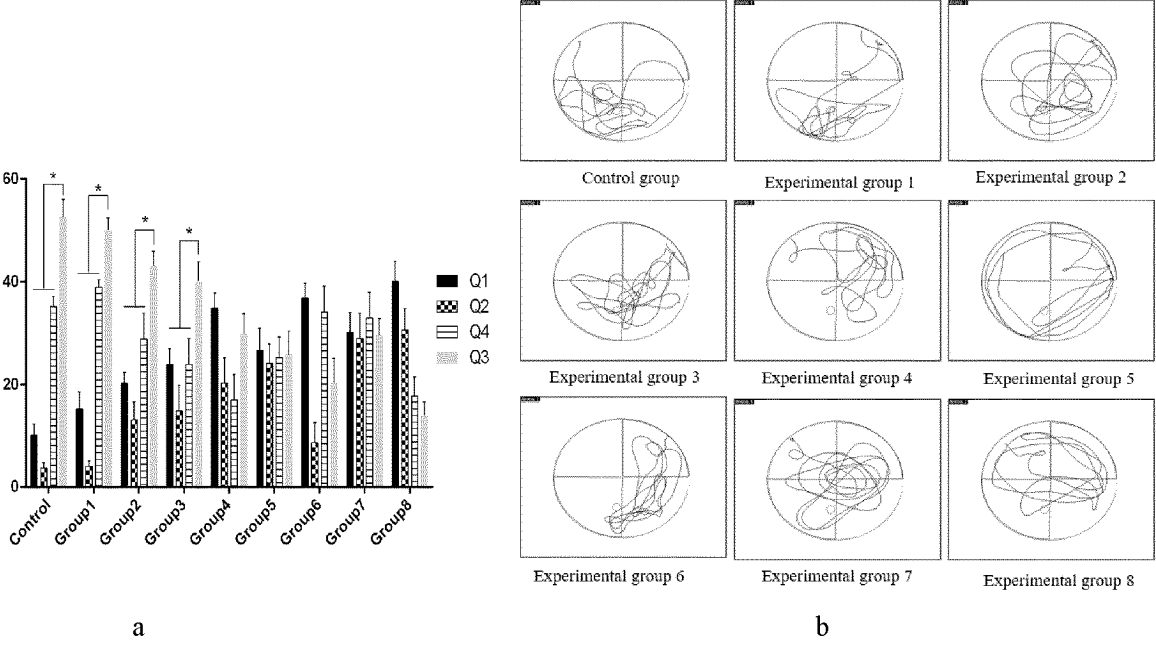 60
40
20
0
*
*
*
*
Control
Group1
Group2
Group3
Group4
Group5
Group6
Group7
Group8
Q1
Q2
Q4
Q3
a
Control group
Experimental group 1
Experimental group 2
Experimental group 3
Experimental group 4
Experimental group 5
Experimental group 6
Experimental group 7
Experimental group 8
b